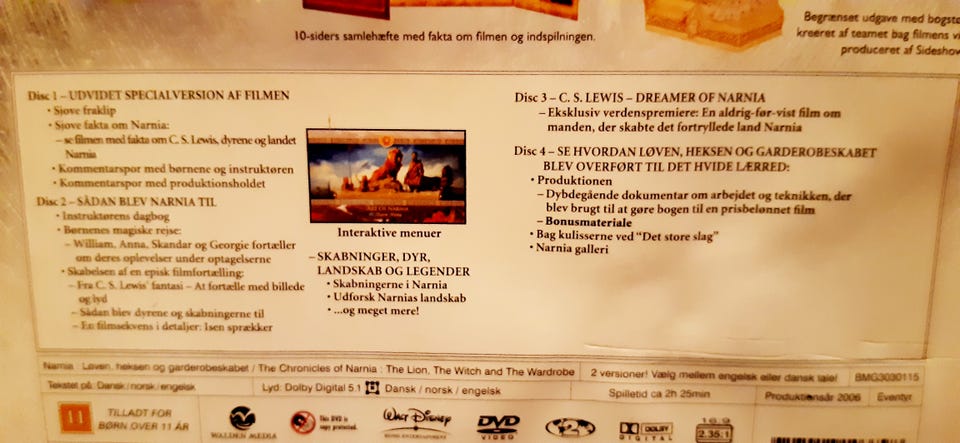 10-siders samlehæfte med fakta om filmen og indspilningen.
Begrænset udgave med
kreeret af teamet bag filmens
produceret af Sideshow
Disc 1 – UDVIDET SPECIALVERSION AF FILMEN
• Sjove fraklip
• Sjove fakta om Narnia:
– se filmen med fakta om C. S. Lewis, dyrene og landet
Narnia
• Kommentarspor med børnene og instruktøren
• Kommentarspor med produktionsholdet
Disc 2 – SÅDAN BLEV NARNIA TIL
• Instruktørens dagbog
• Børnenes magiske rejse:
– William, Anna, Skandar og Georgie fortæller
om deres oplevelser under optagelserne
• Skabelsen af en episk filmfortælling:
– Fra C. S. Lewis' fantasi – At fortælle med billede
og lyd
– Sådan blev dyrene og skabningerne til
– En filmsekvens i detaljer: Isen sprækker
Interaktive menuer
– SKABNINGER, DYR,
LANDSKAB OG LEGENDER
• Skabningerne i Narnia
• Udforsk Narnias landskab
• ...og meget mere!
Disc 3 – C. S. LEWIS – DREAMER OF NARNIA
– Eksklusiv verdenspremiere: En aldrig-før-vist film om
manden, der skabte det fortryllede land Narnia
Disc 4 – SE HVORDAN LØVEN, HEKSEN OG GARDEROBESKABET
BLEV OVERFØRT TIL DET HVIDE LÆRRED:
• Produktionen
– Dybdegående dokumentar om arbejdet og teknikken, der
blev brugt til at gøre bogen til en prisbelønnet film
– Bonusmateriale
• Bag kulisserne ved "Det store slag"
• Narnia galleri
Narnia : Løven, heksen og garderobeskabet / The Chronicles of Narnia : The Lion, The Witch and The Wardrobe
2 versioner! Vælg mellem engelsk eller dansk tale!
BMG3030115
Tekstet på: Dansk / norsk / engelsk
Lyd: Dolby Digital 5.1 Dansk / norsk / engelsk
Spilletid ca 2h 25min
Produktionsår 2006
Eventyr
11 TILLADT FOR
BØRN OVER 11 ÅR
WALDEN MEDIA
This DVD is
copy protected.
WALT DISNEY
HOME ENTERTAINMENT
DVD
VIDEO
2
DOLBY
DIGITAL
16:9
2.35:1